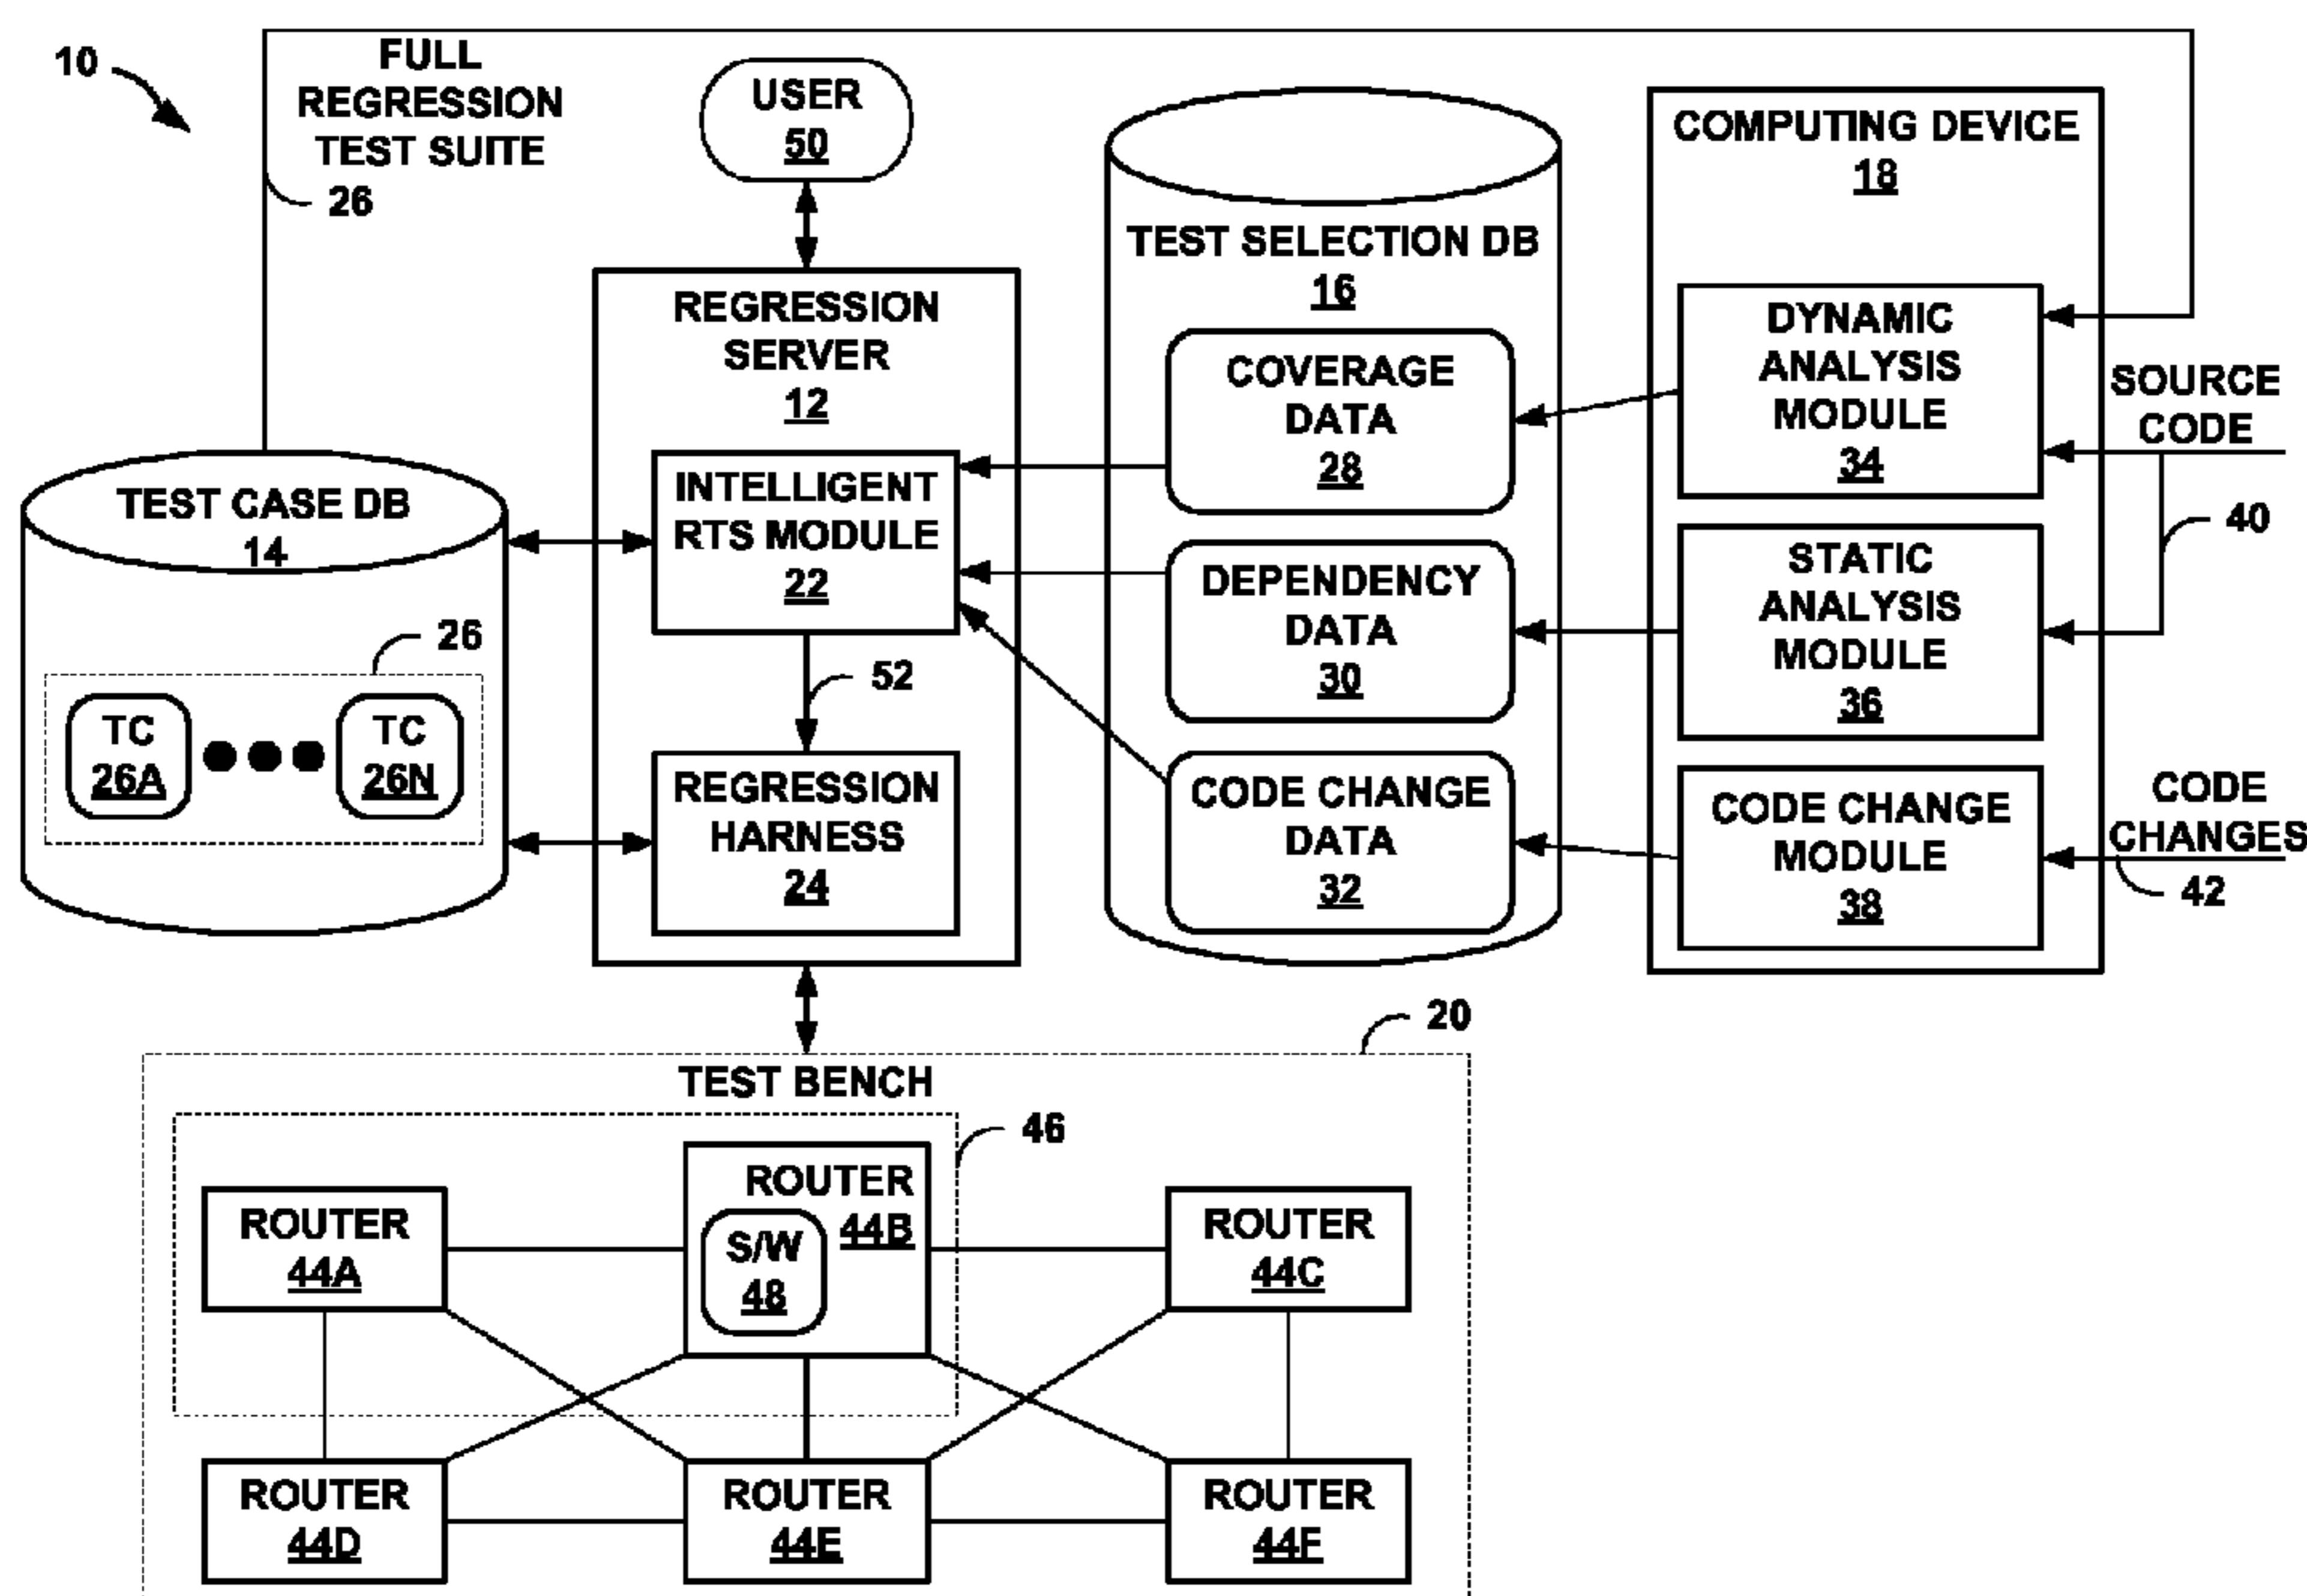 10
FULL
REGRESSION
TEST SUITE
26
USER
50
COMPUTING DEVICE
18
TEST SELECTION DB
16
REGRESSION
SERVER
12
DYNAMIC
ANALYSIS
MODULE
34
SOURCE
CODE
COVERAGE
DATA
28
TEST CASE DB
14
INTELLIGENT
RTS MODULE
22
40
STATIC
ANALYSIS
MODULE
36
DEPENDENCY
DATA
30
26
TC
26A
TC
26N
52
REGRESSION
HARNESS
24
CODE CHANGE
DATA
32
CODE CHANGE
MODULE
38
CODE
CHANGES
42
20
TEST BENCH
46
ROUTER
44A
ROUTER
44B
S/W
48
ROUTER
44C
ROUTER
44D
ROUTER
44E
ROUTER
44F